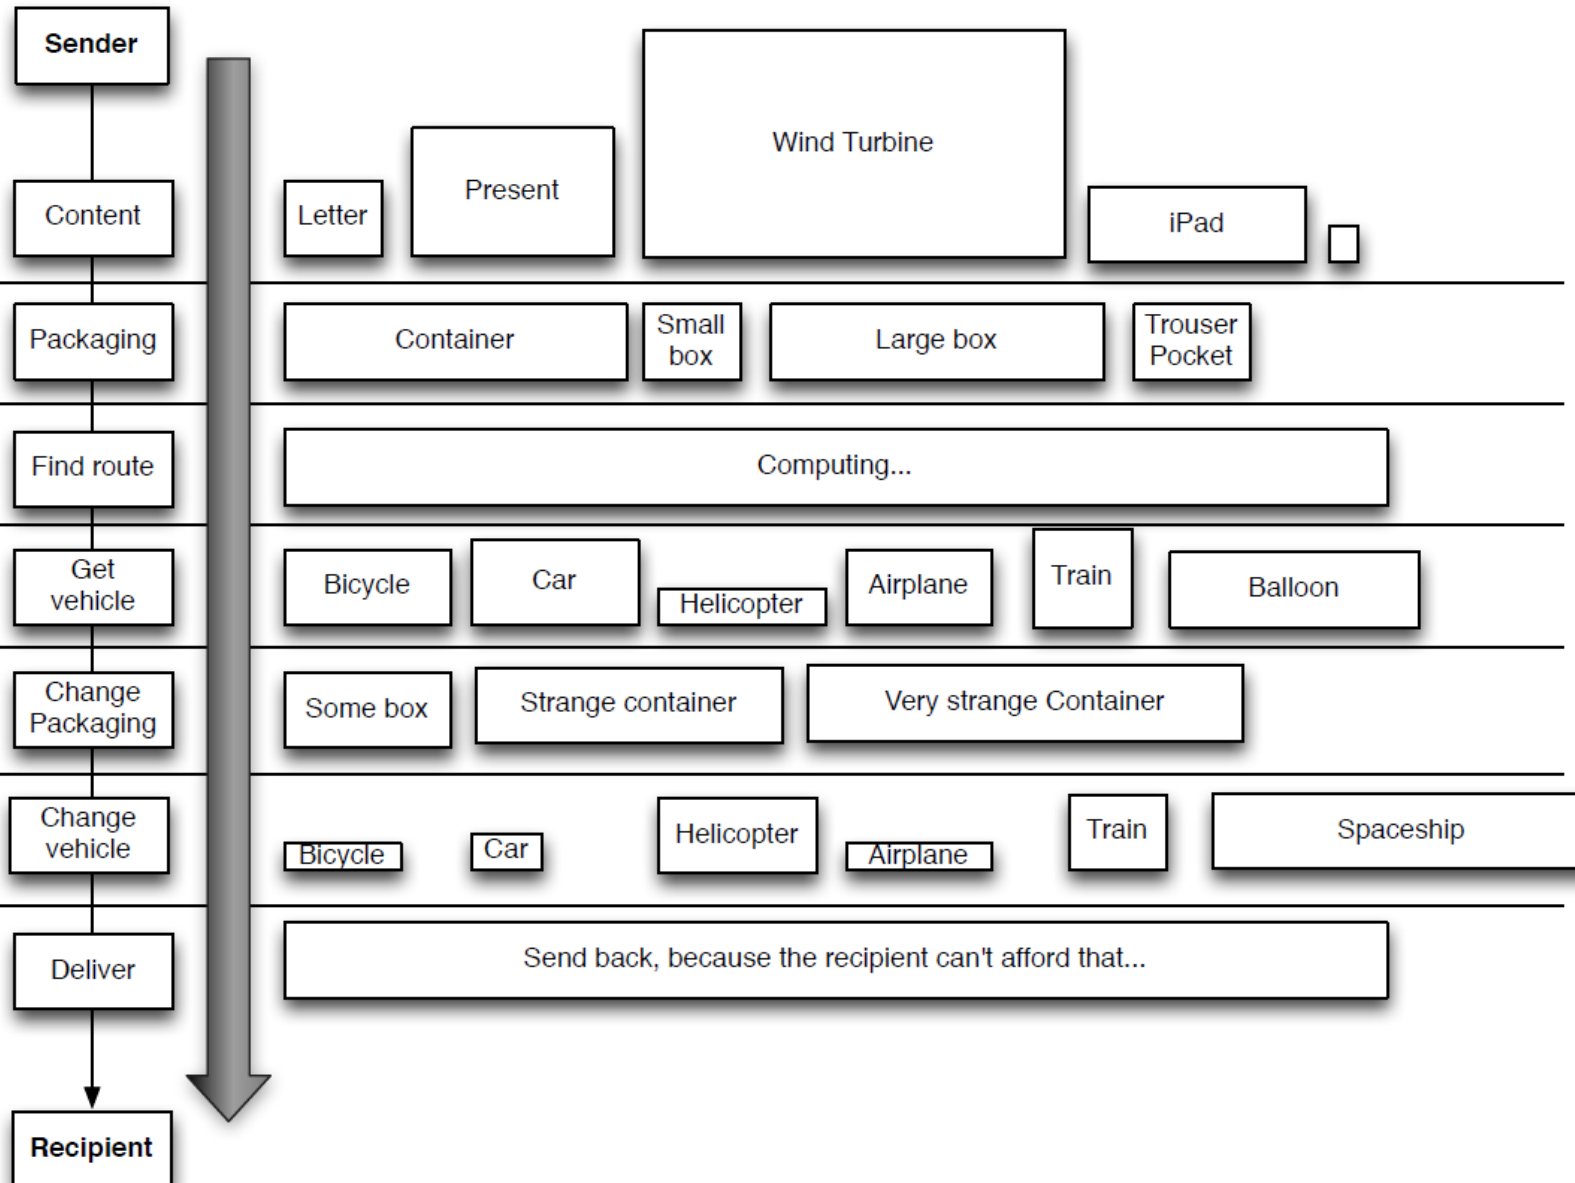 Sender
Wind Turbine
Present
Content
Letter
iPad
Packaging
Container
Small
box
Large box
Trouser
Pocket
Find route
Computing...
Get
vehicle
Bicycle
Car
Helicopter
Airplane
Train
Balloon
Change
Packaging
Some box
Strange container
Very strange Container
Change
vehicle
Bicycle
Car
Helicopter
Airplane
Train
Spaceship
Deliver
Send back, because the recipient can't afford that...
Recipient